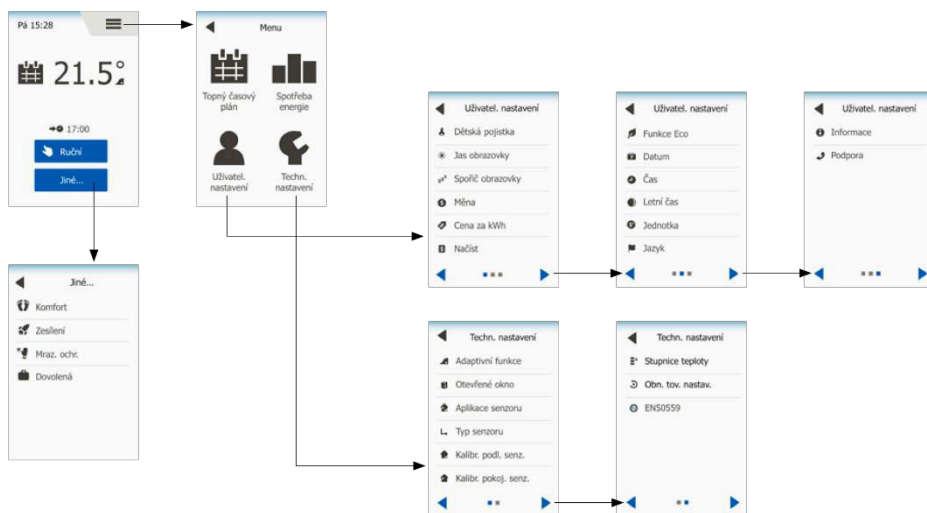 Pá 15:28
21.5°
17:00
Ruční
Jiné...
Menu
Topný časový
plán
Spotřeba
energie
Uživatel.
nastavení
Techn.
nastavení
Jiné...
Komfort
Zesílení
Mraz. ochr.
Dovolená
Uživatel. nastavení
Dětská pojistka
Jas obrazovky
Spořič obrazovky
Měna
Cena za kWh
Načíst
Uživatel. nastavení
Funkce Eco
Datum
Čas
Letní čas
Jednotka
Jazyk
Uživatel. nastavení
Informace
Podpora
Techn. nastavení
Adaptivní funkce
Otevřené okno
Aplikace senzoru
Typ senzoru
Kalibr. podl. senz.
Kalibr. pokoj. senz.
Techn. nastavení
Stupnice teploty
Obn. tov. nastav.
EN50559